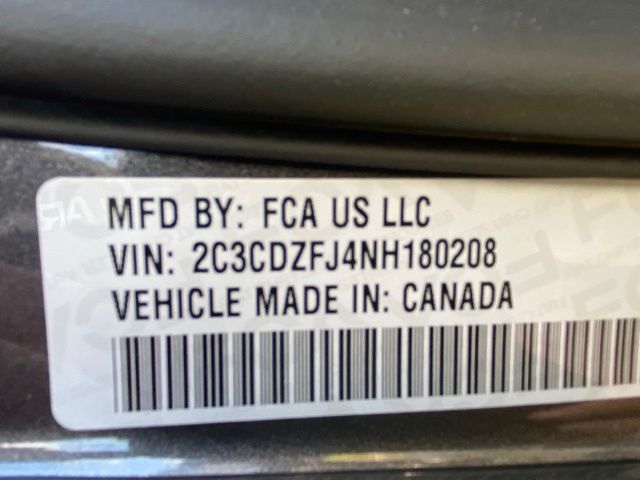 MFD BY: FCA US LLC
VIN: 2C3CDZFJ4NH180208
VEHICLE MADE IN: CANADA